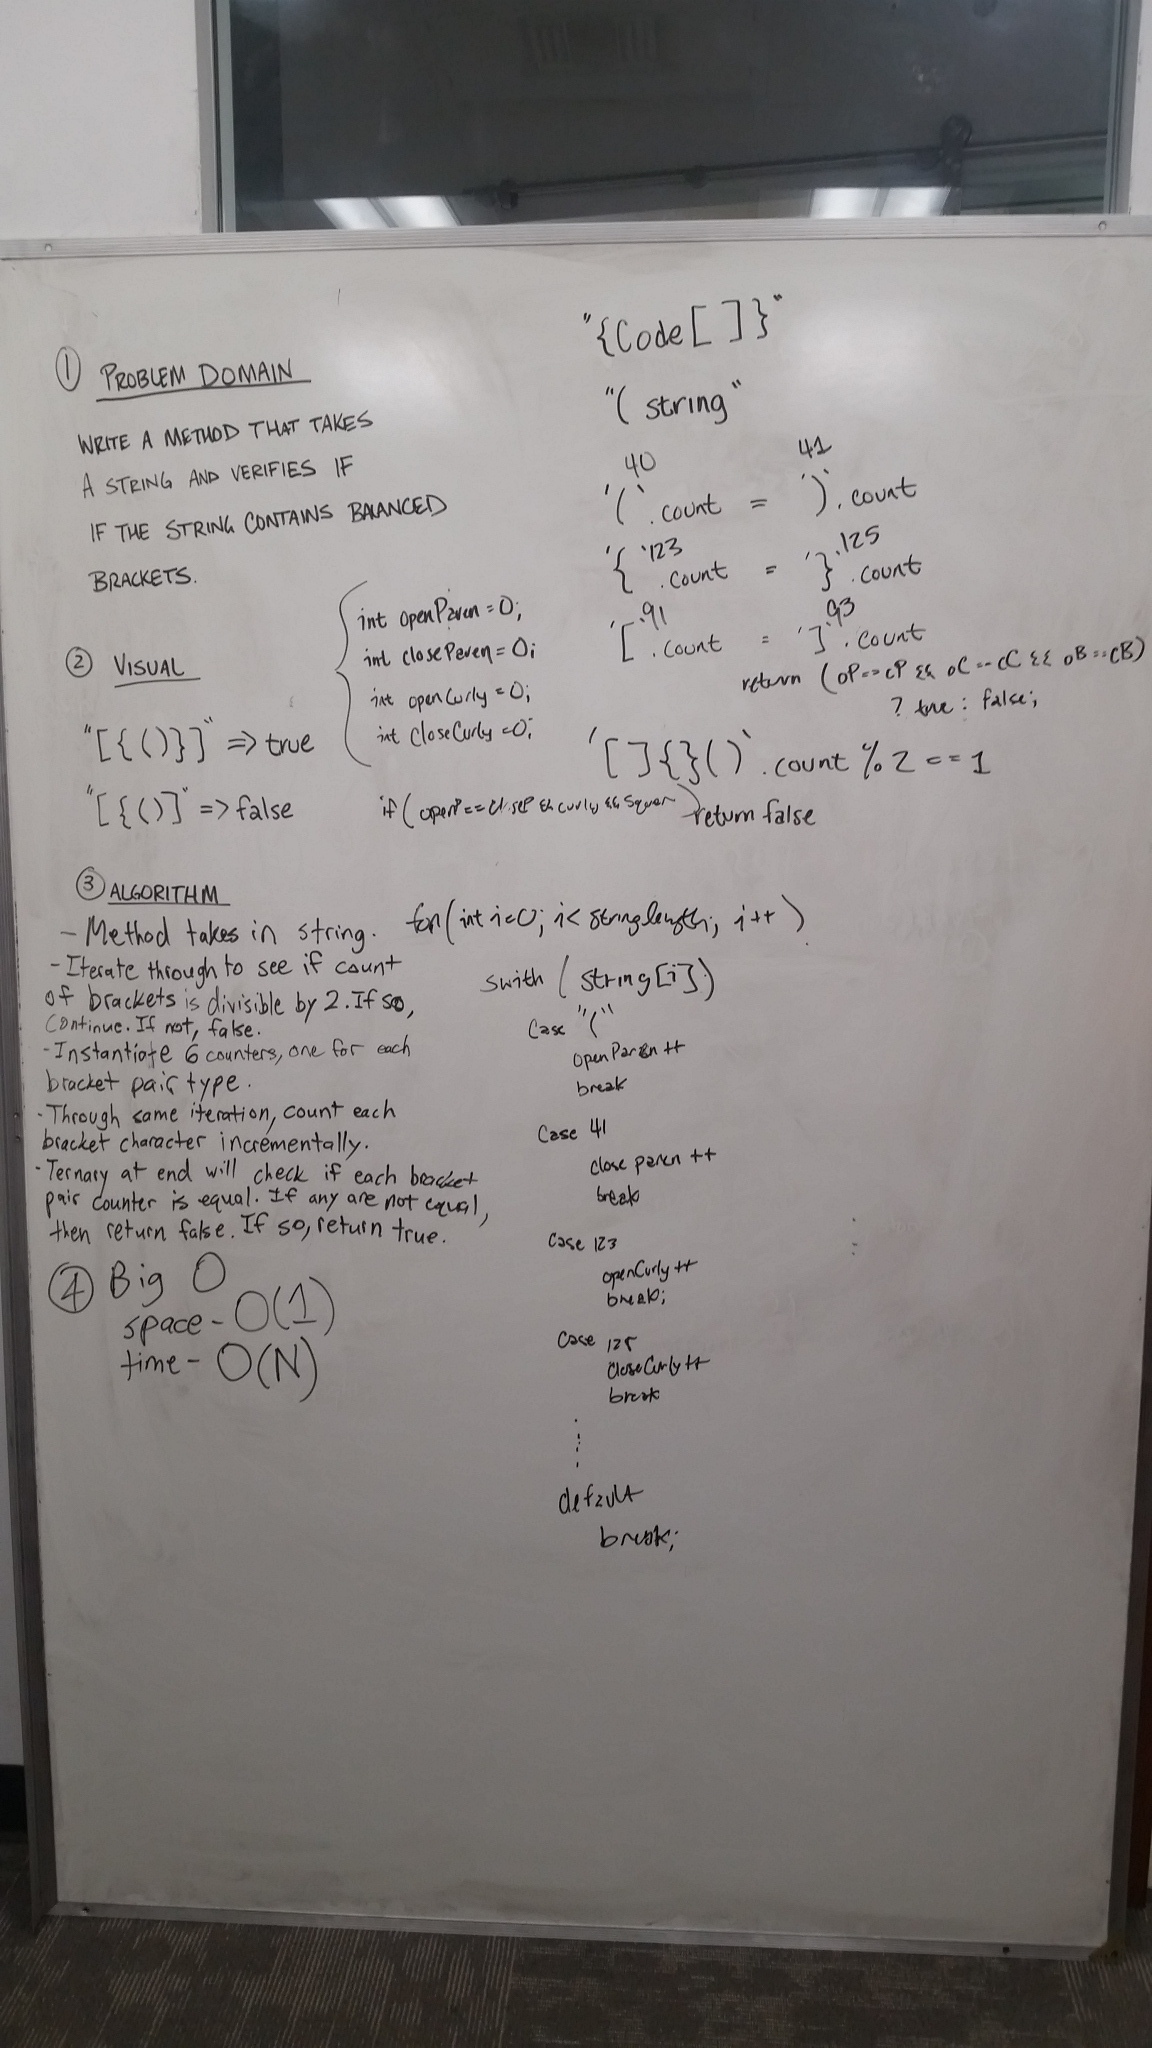 ① PROBLEM DOMAIN
WRITE A METHOD THAT TAKES
A STRING AND VERIFIES IF
IF THE STRING CONTAINS BALANCED
BRACKETS.
② VISUAL
"[{()}]" => true
"[{()]" => false
int openParen = 0;
int closeParen = 0;
int openCurly = 0;
int closeCurly = 0;
"{Code[ ]}"
"( string"
40 41
'('.count = ')'.count
'123 '125
'{'.count = '}'.count
'91 93
'['.count = ']'.count
return (oP==cP && oC==cC && oB==cB)
? true : false;
'[]{}()'.count % 2 == 1
if (openP==closeP && curly && squar) return false
③ ALGORITHM
- Method takes in string.
- Iterate through to see if count
of brackets is divisible by 2. If so,
continue. If not, false.
- Instantiate 6 counters, one for each
bracket pair type.
- Through same iteration, count each
bracket character incrementally.
- Ternary at end will check if each bracket
pair counter is equal. If any are not equal,
then return false. If so, return true.
④ Big O
space - O(1)
time - O(N)
for(int i=0; i< string.length; i++)
swith (string[i])
Case "("
openParen ++
break
Case 41
close paren ++
break
Case 123
openCurly ++
break;
Case 125
closeCurly ++
break
default
break;